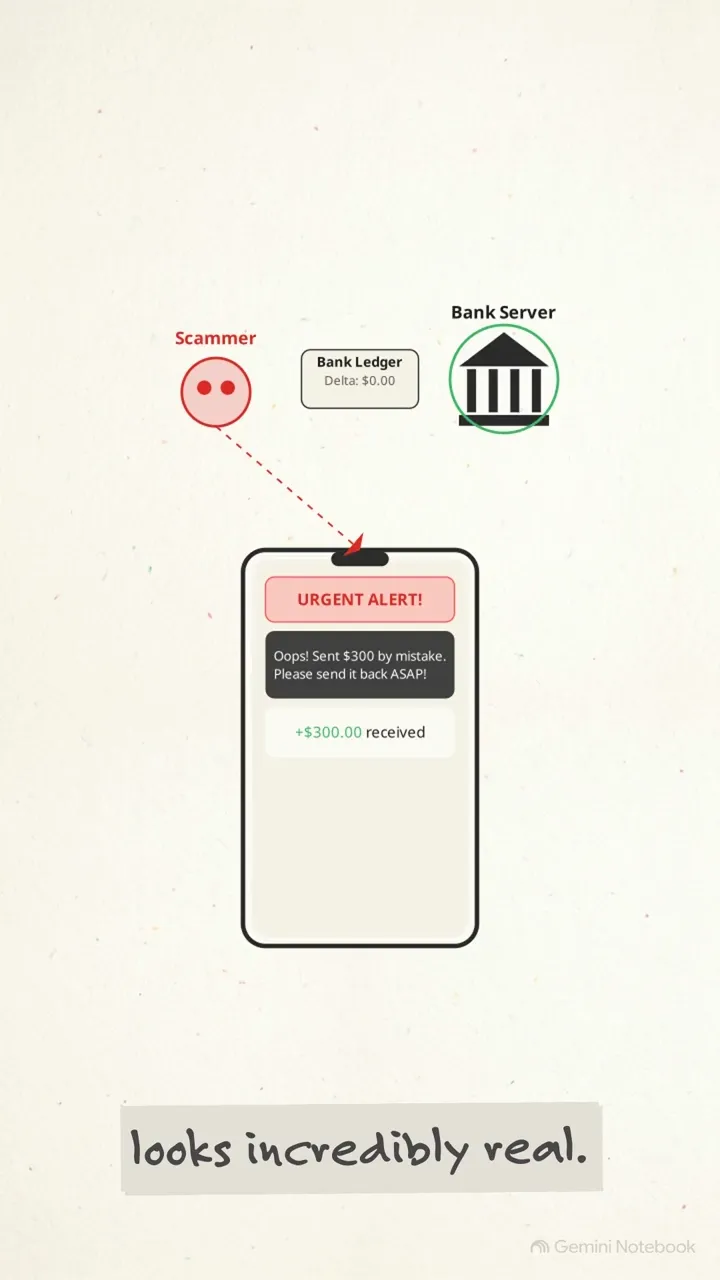 Bank Server
Scammer
Bank Ledger
Delta: $0.00
URGENT ALERT!
Oops! Sent $300 by mistake.
Please send it back ASAP!
+$300.00 received
looks incredibly real.
Gemini Notebook